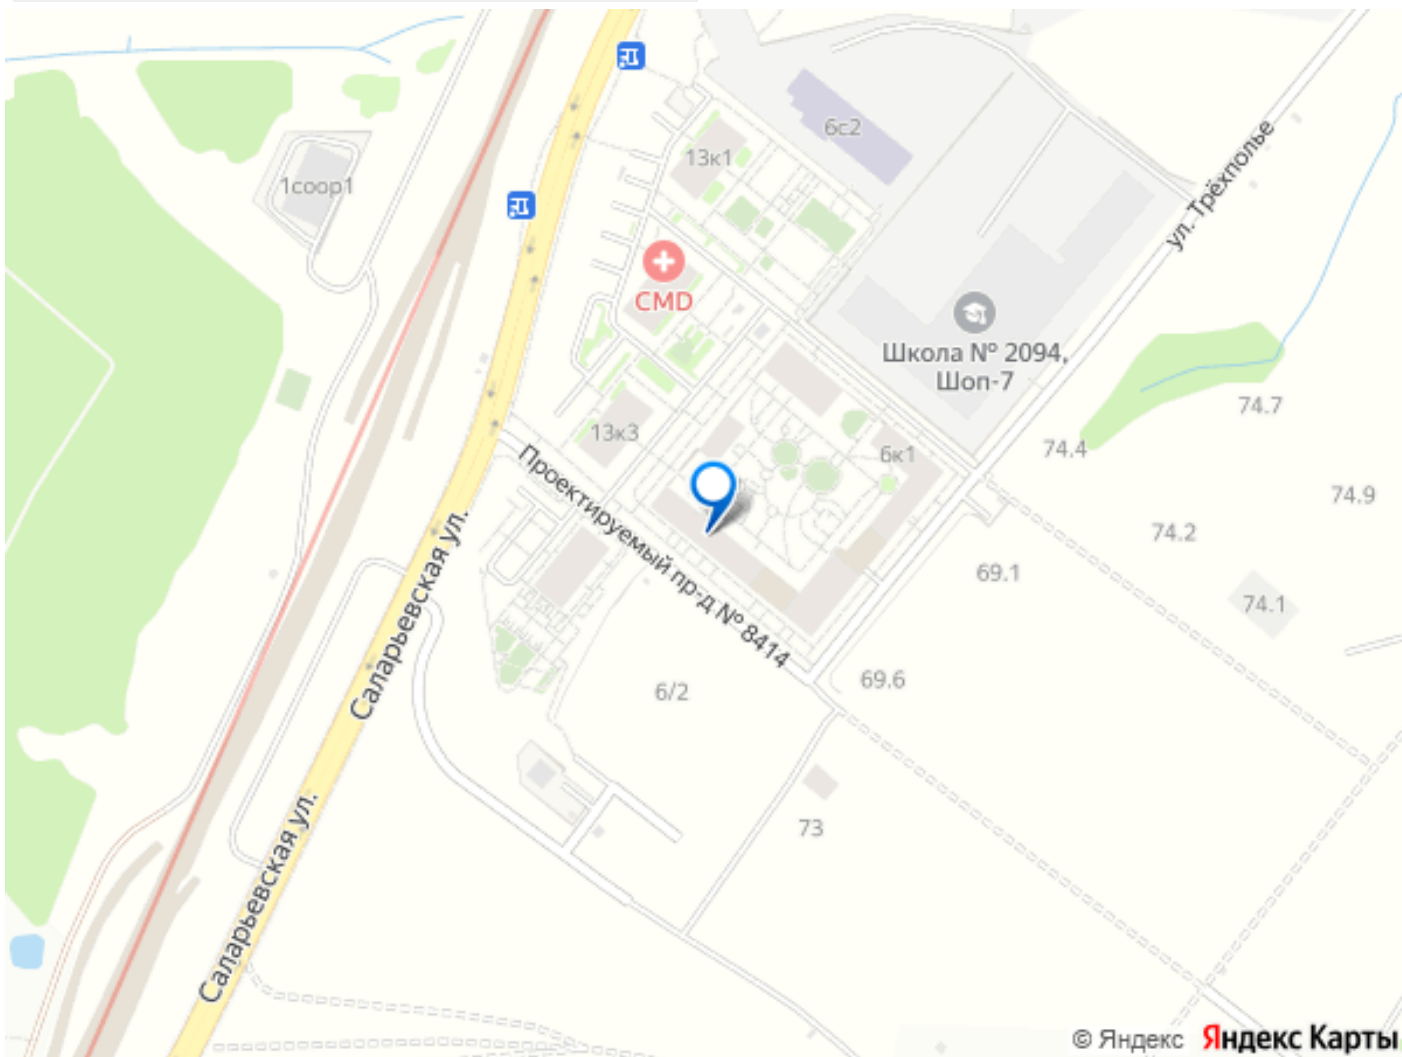 6с2
13к1
ул. Трёхполье
1соор1
CMD
Школа № 2094,
Шоп-7
74.7
13к3
6к1
74.4
74.9
Проектируемый пр-д № 8414
74.2
Саларьевская ул.
69.1
74.1
69.6
6/2
73
Саларьевская ул.
© Яндекс Яндекс Карты